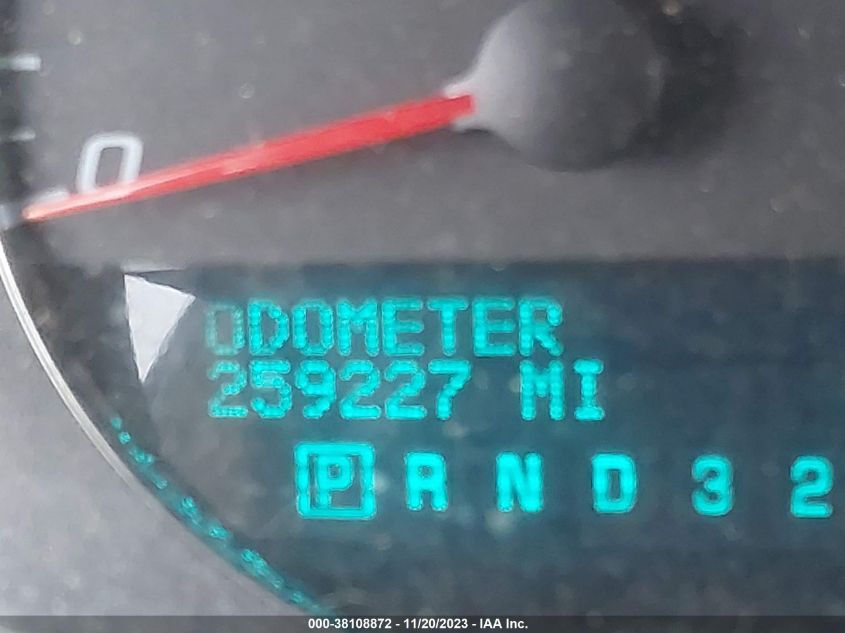 0
ODOMETER
259227 MI
P R N D 3 2
000-38108872 - 11/20/2023 - IAA Inc.